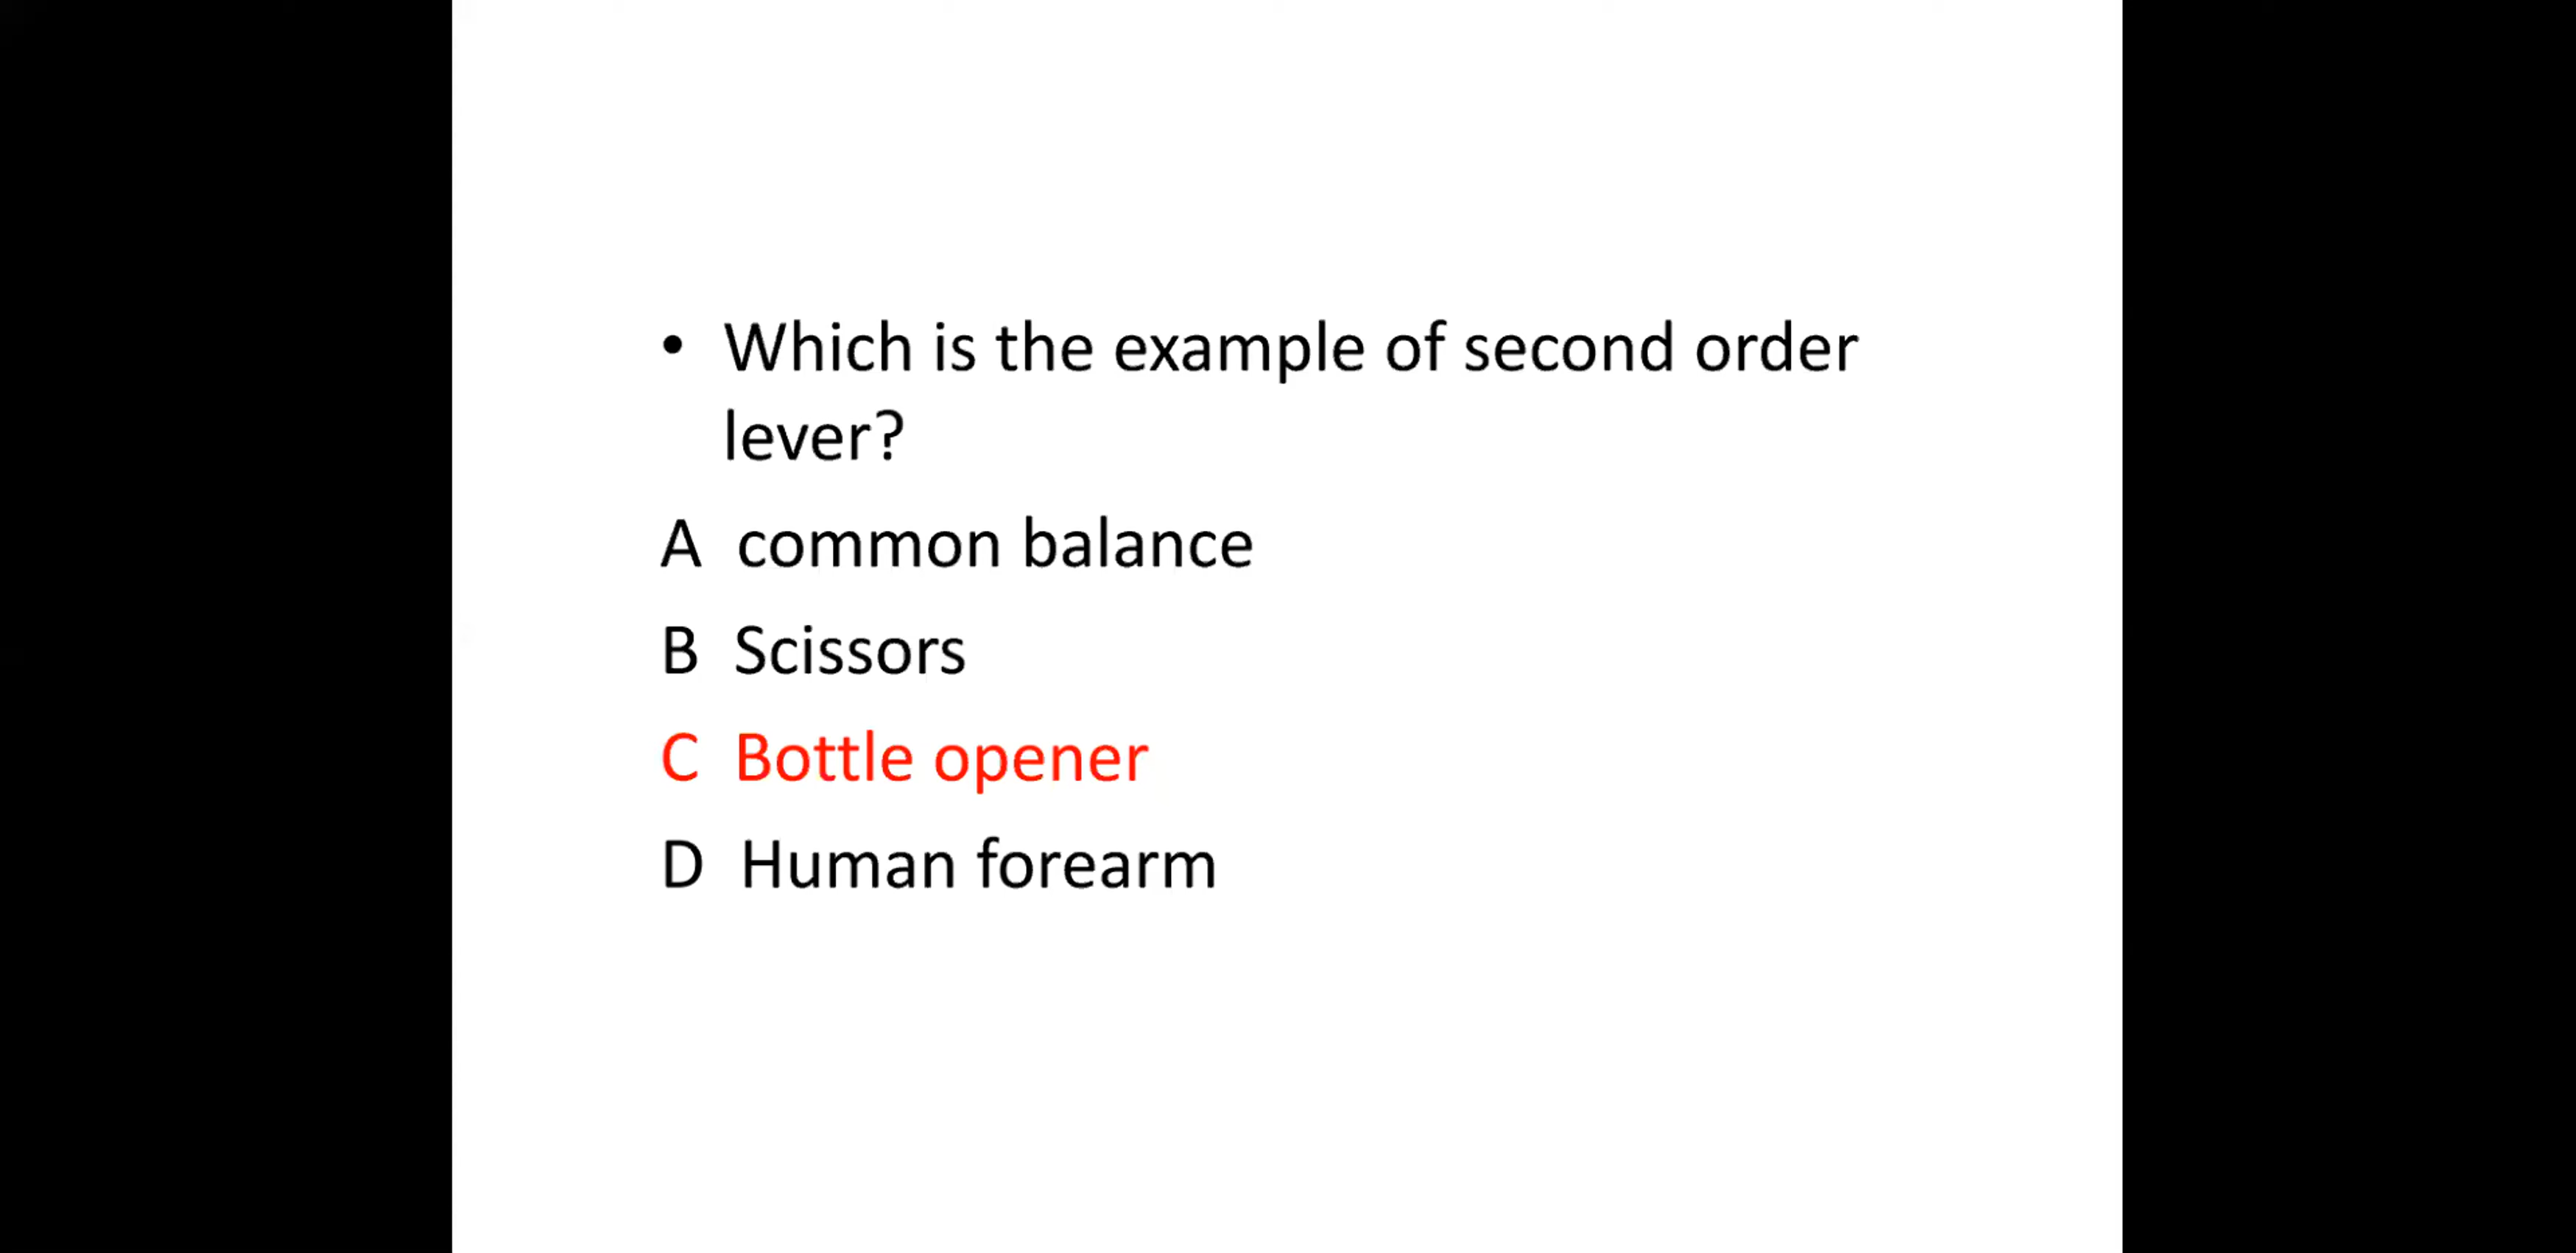 • Which is the example of second order
lever?
A common balance
B Scissors
C Bottle opener
D Human forearm